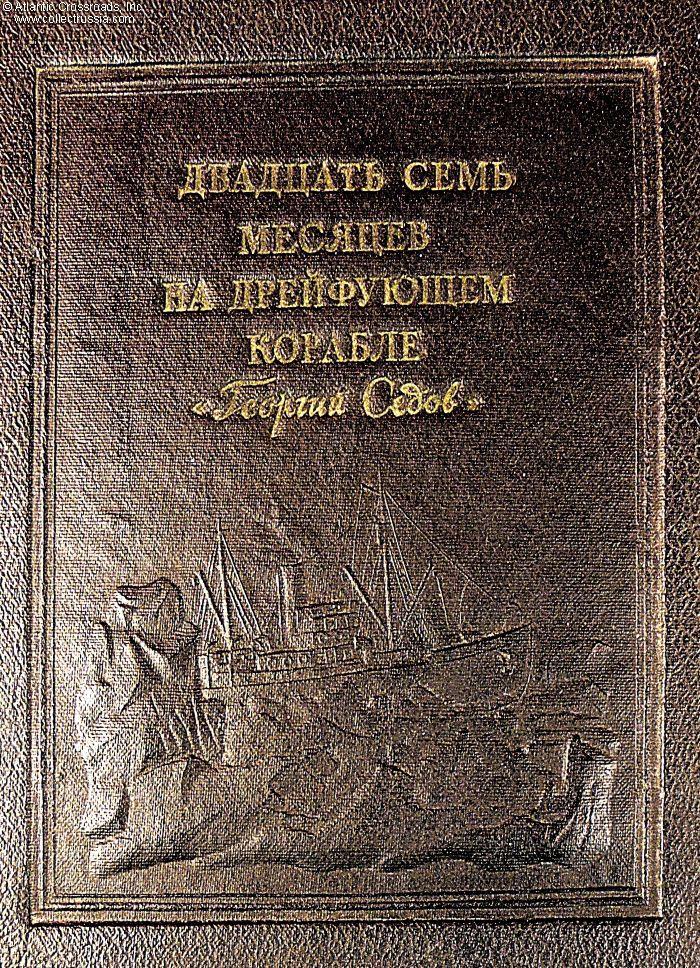 © Atlantic Crossroads, Inc.
www.collectrussia.com
ДВАДЦАТЬ СЕМЬ
МЕСЯЦЕВ
НА ДРЕЙФУЮЩЕМ
КОРАБЛЕ
«Георгий Седов»